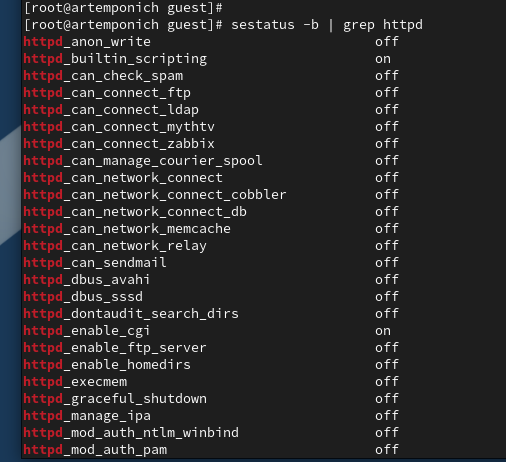 [root@artemponich guest]#
[root@artemponich guest]# sestatus -b | grep httpd
httpd_anon_write off
httpd_builtin_scripting on
httpd_can_check_spam off
httpd_can_connect_ftp off
httpd_can_connect_ldap off
httpd_can_connect_mythtv off
httpd_can_connect_zabbix off
httpd_can_manage_courier_spool off
httpd_can_network_connect off
httpd_can_network_connect_cobbler off
httpd_can_network_connect_db off
httpd_can_network_memcache off
httpd_can_network_relay off
httpd_can_sendmail off
httpd_dbus_avahi off
httpd_dbus_sssd off
httpd_dontaudit_search_dirs off
httpd_enable_cgi on
httpd_enable_ftp_server off
httpd_enable_homedirs off
httpd_execmem off
httpd_graceful_shutdown off
httpd_manage_ipa off
httpd_mod_auth_ntlm_winbind off
httpd_mod_auth_pam off